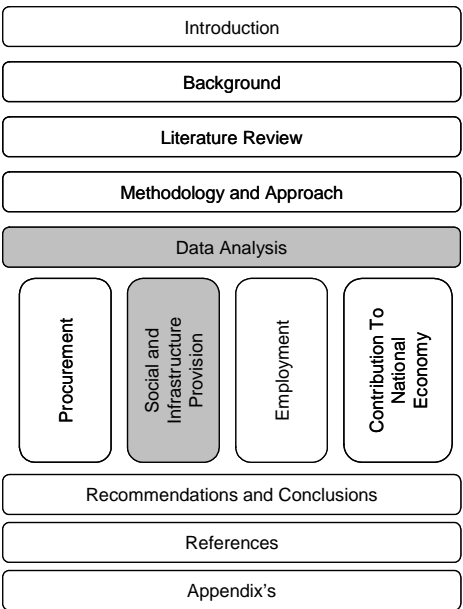 Introduction
Background
Literature Review
Methodology and Approach
Data Analysis
Procurement
Social and
Infrastructure
Provision
Employment
Contribution To
National
Economy
Recommendations and Conclusions
References
Appendix's